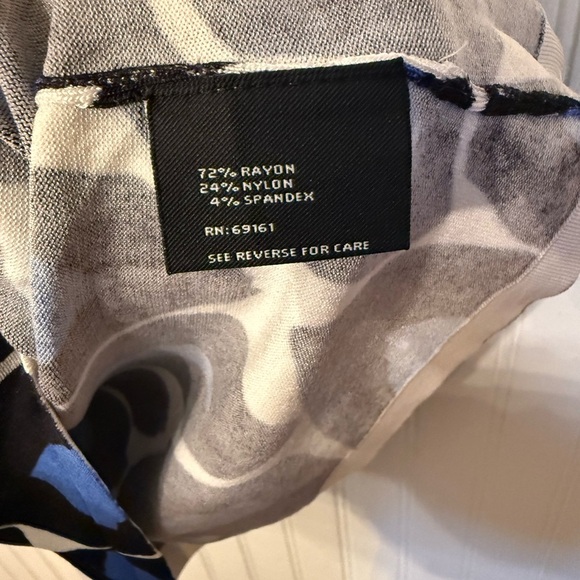 72% RAYON
24% NYLON
4% SPANDEX
RN: 69161
SEE REVERSE FOR CARE